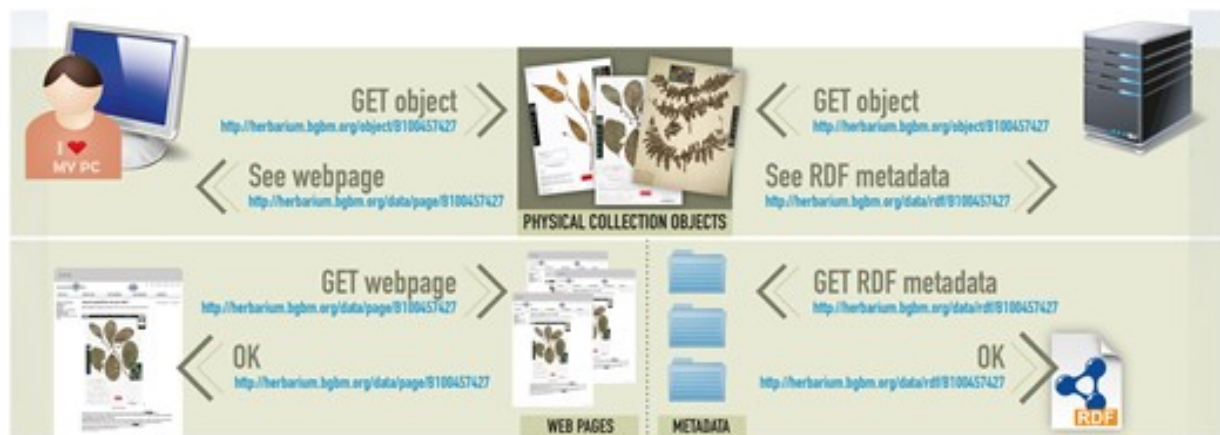 GET object
http://herbarium.bgbm.org/object/B100457427
GET object
http://herbarium.bgbm.org/object/B100457427
I ♥
MY PC
See webpage
http://herbarium.bgbm.org/data/page/B100457427
See RDF metadata
http://herbarium.bgbm.org/data/rdf/B100457427
PHYSICAL COLLECTION OBJECTS
GET webpage
http://herbarium.bgbm.org/data/page/B100457427
GET RDF metadata
http://herbarium.bgbm.org/data/rdf/B100457427
OK
http://herbarium.bgbm.org/data/page/B100457427
OK
http://herbarium.bgbm.org/data/rdf/B100457427
RDF
WEB PAGES
METADATA